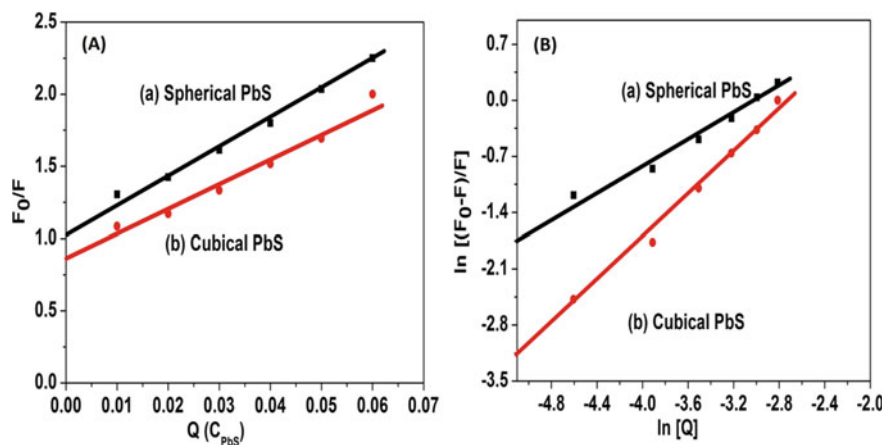 (A)
(a) Spherical PbS
(b) Cubical PbS
F0/F
2.5
2.0
1.5
1.0
0.5
0.0
0.00 0.01 0.02 0.03 0.04 0.05 0.06 0.07
Q (CPbS)
(B)
(a) Spherical PbS
(b) Cubical PbS
ln [(F0-F)/F]
0.7
0.0
-0.7
-1.4
-2.1
-2.8
-3.5
-4.8 -4.4 -4.0 -3.6 -3.2 -2.8 -2.4 -2.0
ln [Q]